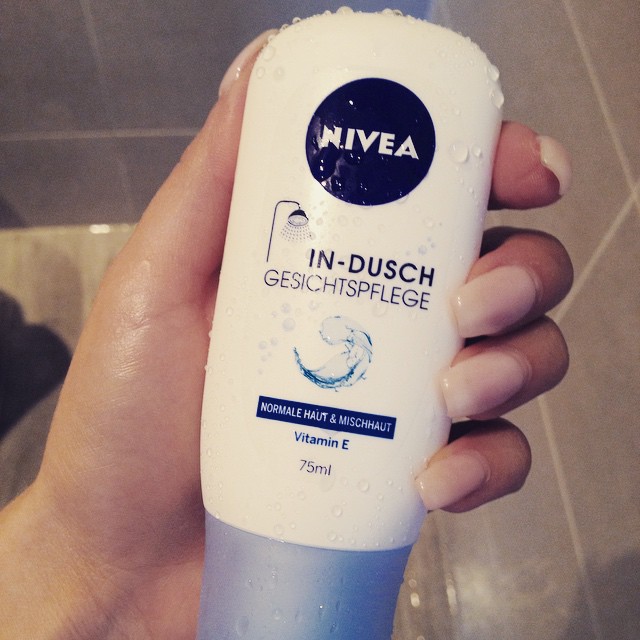 NIVEA
IN-DUSCH
GESICHTSPFLEGE
NORMALE HAUT & MISCHHAUT
Vitamin E
75ml